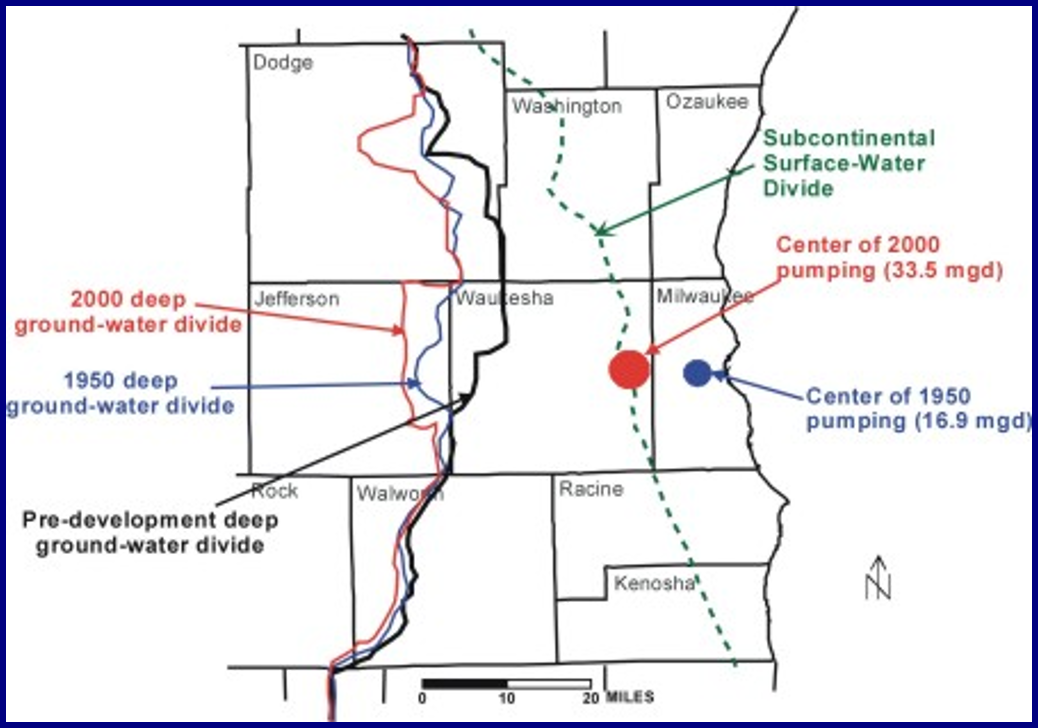 Dodge
Washington
Ozaukee
Subcontinental
Surface-Water
Divide
Center of 2000
pumping (33.5 mgd)
Jefferson
Waukesha
Milwaukee
2000 deep
ground-water divide
1950 deep
ground-water divide
Center of 1950
pumping (16.9 mgd)
Rock
Walworth
Racine
Pre-development deep
ground-water divide
Kenosha
N
0 10 20 MILES